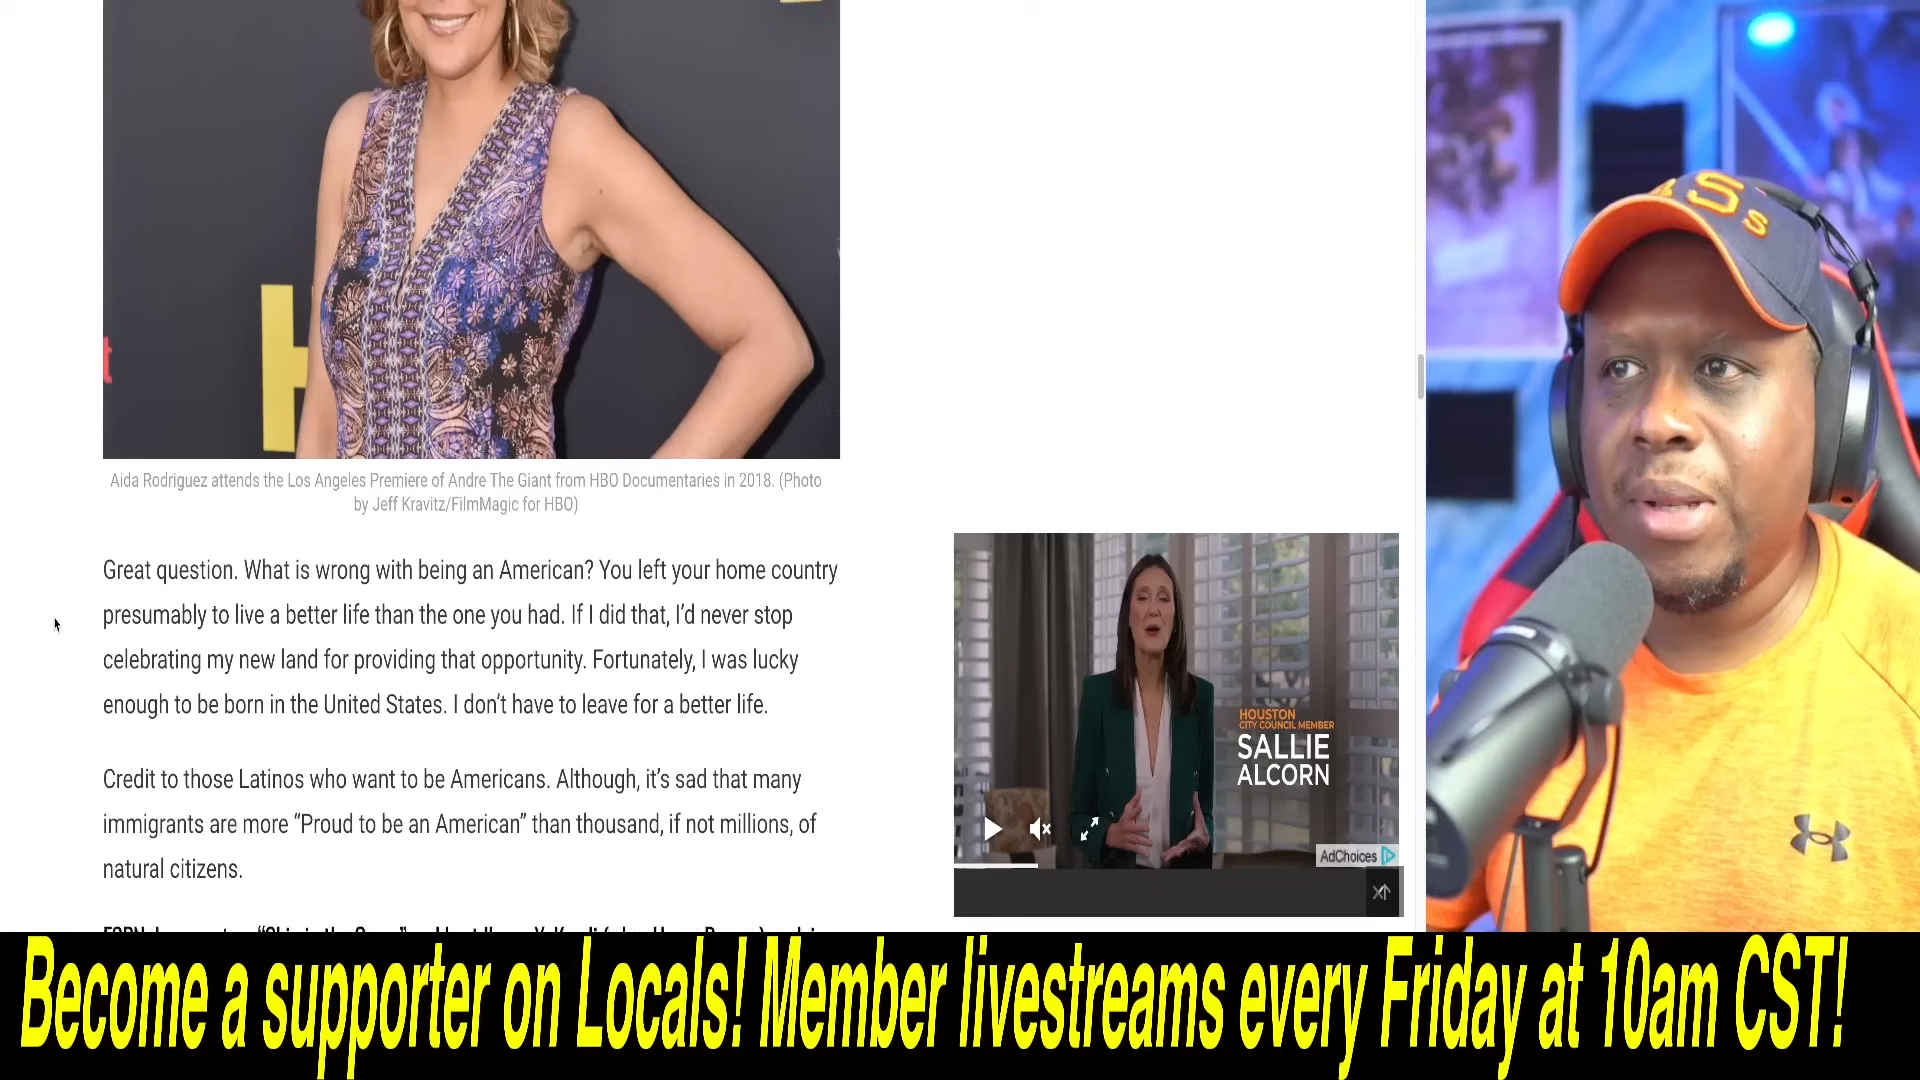 Aida Rodriguez attends the Los Angeles Premiere of Andre The Giant from HBO Documentaries in 2018. (Photo
by Jeff Kravitz/FilmMagic for HBO)
Great question. What is wrong with being an American? You left your home country
presumably to live a better life than the one you had. If I did that, I’d never stop
celebrating my new land for providing that opportunity. Fortunately, I was lucky
enough to be born in the United States. I don’t have to leave for a better life.
Credit to those Latinos who want to be Americans. Although, it’s sad that many
immigrants are more “Proud to be an American” than thousand, if not millions, of
natural citizens.
HOUSTON
CITY COUNCIL MEMBER
SALLIE
ALCORN
AdChoices
Become a supporter on Locals! Member livestreams every Friday at 10am CST!